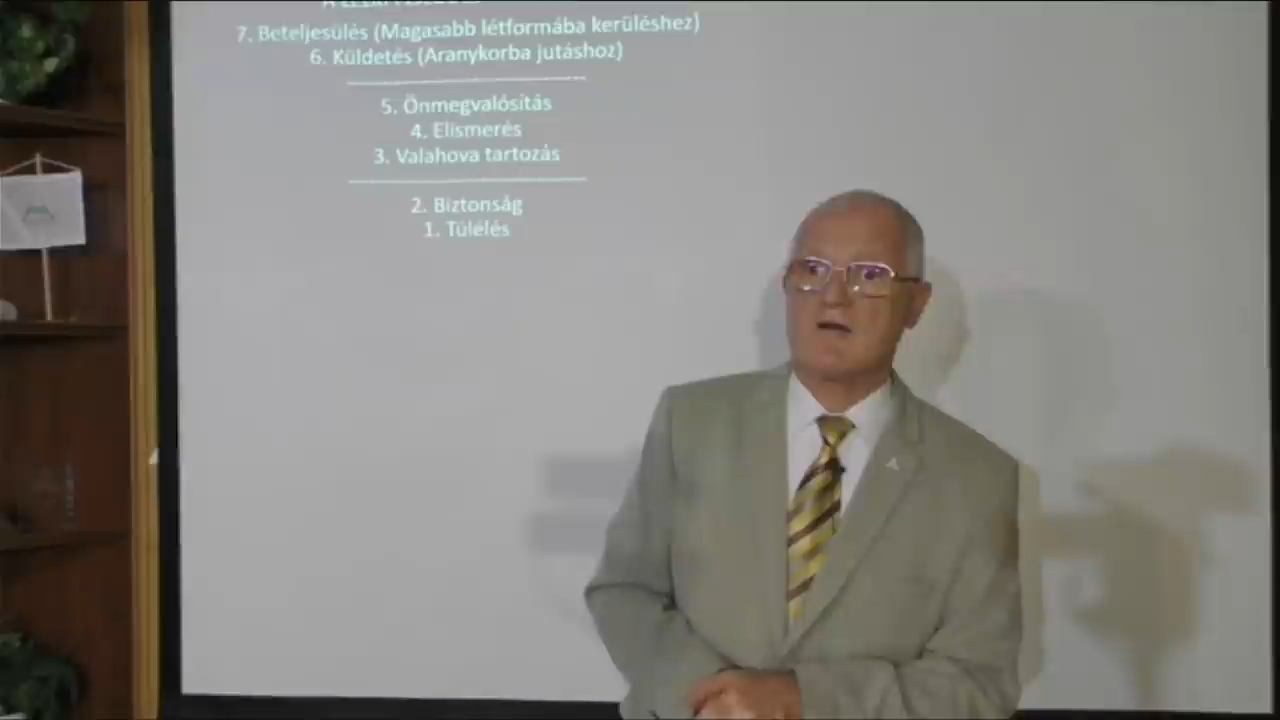 7. Beteljesülés (Magasabb létformába kerüléshez)
6. Küldetés (Aranykorba jutáshoz)
5. Önmegvalósítás
4. Elismerés
3. Valahova tartozás
2. Biztonság
1. Túlélés